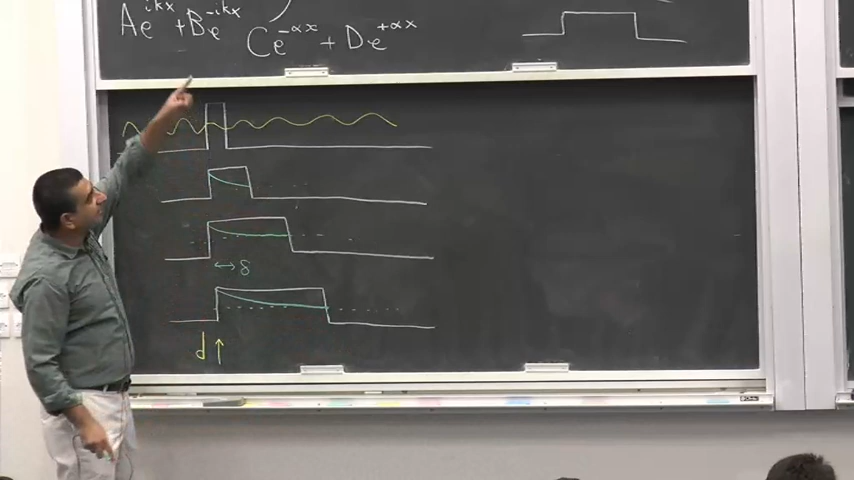 Ae^{ikx} + Be^{-ikx}
Ce^{-αx} + De^{+αx}
δ
d ↑